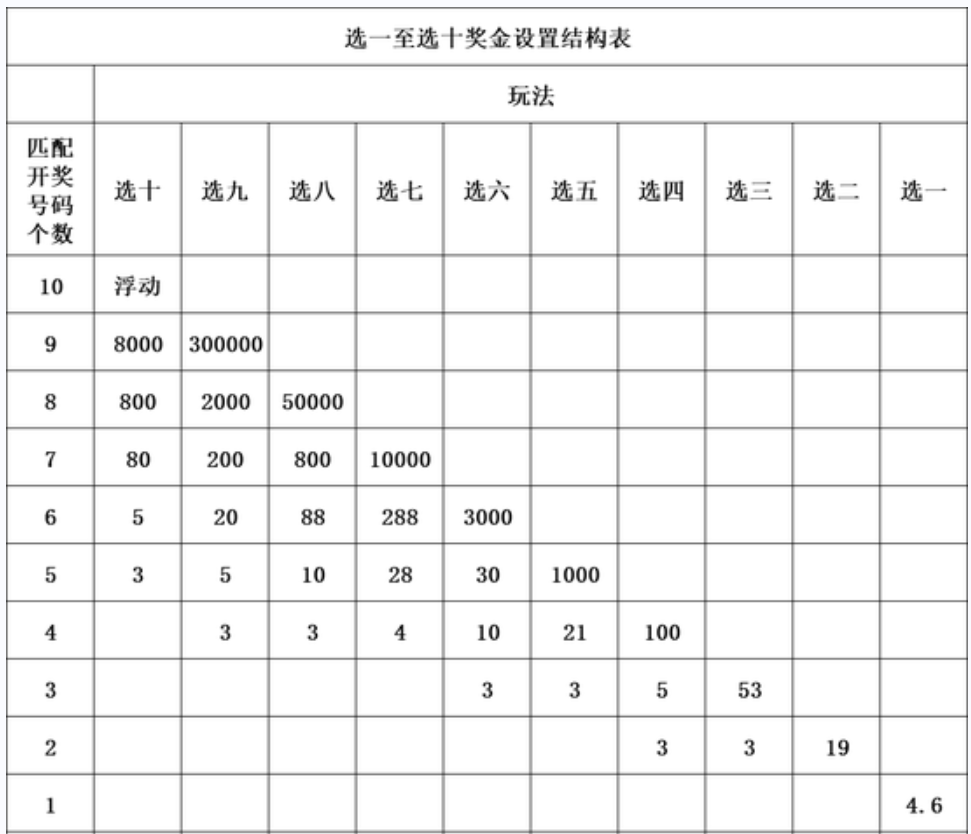 选一至选十奖金设置结构表
玩法
匹配
开奖
号码
个数
选十 选九 选八 选七 选六 选五 选四 选三 选二 选一
10 浮动
9 8000 300000
8 800 2000 50000
7 80 200 800 10000
6 5 20 88 288 3000
5 3 5 10 28 30 1000
4 3 3 4 10 21 100
3 3 3 5 53
2 3 3 19
1 4.6